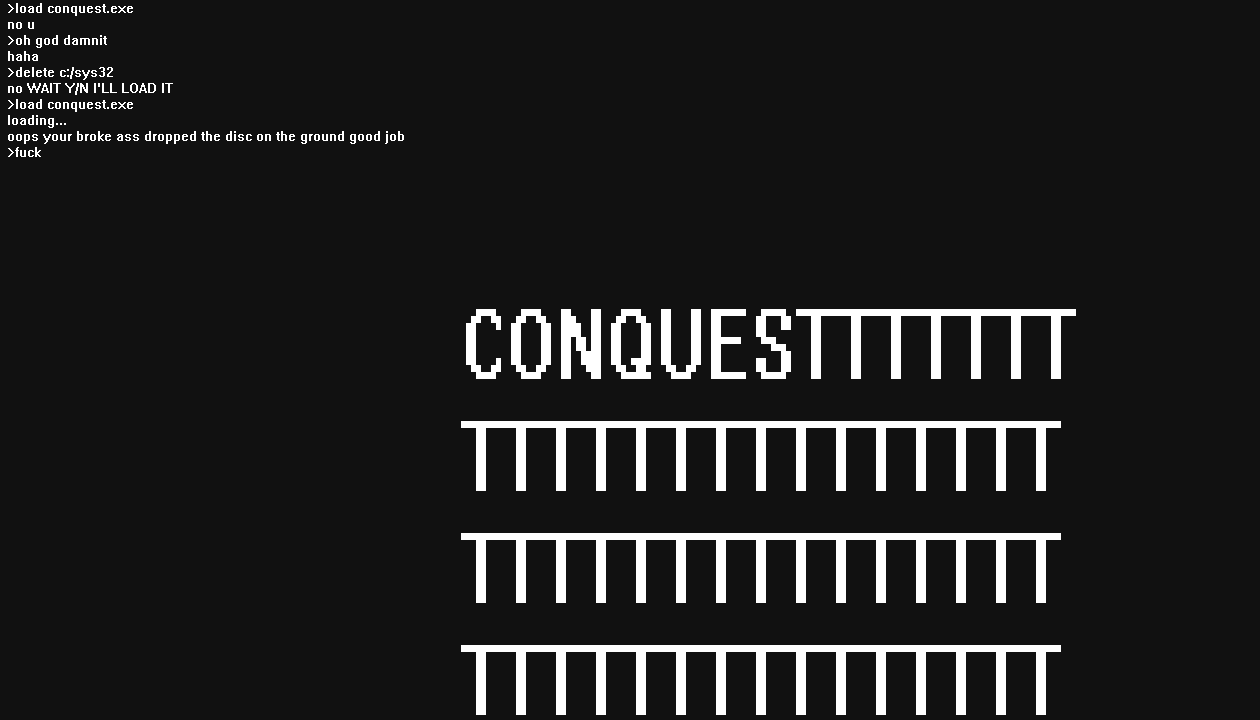 >load conquest.exe
no u
>oh god damnit
haha
>delete c:/sys32
no WAIT Y/N I'LL LOAD IT
>load conquest.exe
loading...
oops your broke ass dropped the disc on the ground good job
>fuck
CONQUESTTTTTTT
TTTTTTTTTTTTTTT
TTTTTTTTTTTTTTT
TTTTTTTTTTTTTTT